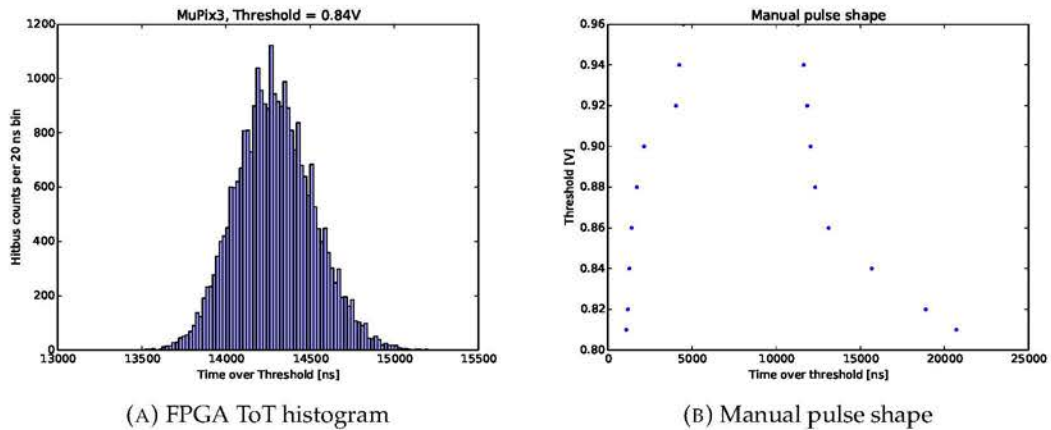 MuPix3, Threshold = 0.84V
1200
1000
800
600
400
200
0
Hitbus counts per 20 ns bin
13000 13500 14000 14500 15000 15500
Time over Threshold [ns]
(A) FPGA ToT histogram
Manual pulse shape
0.96
0.94
0.92
0.90
0.88
0.86
0.84
0.82
0.80
Threshold [V]
0 5000 10000 15000 20000 25000
Time over threshold [ns]
(B) Manual pulse shape